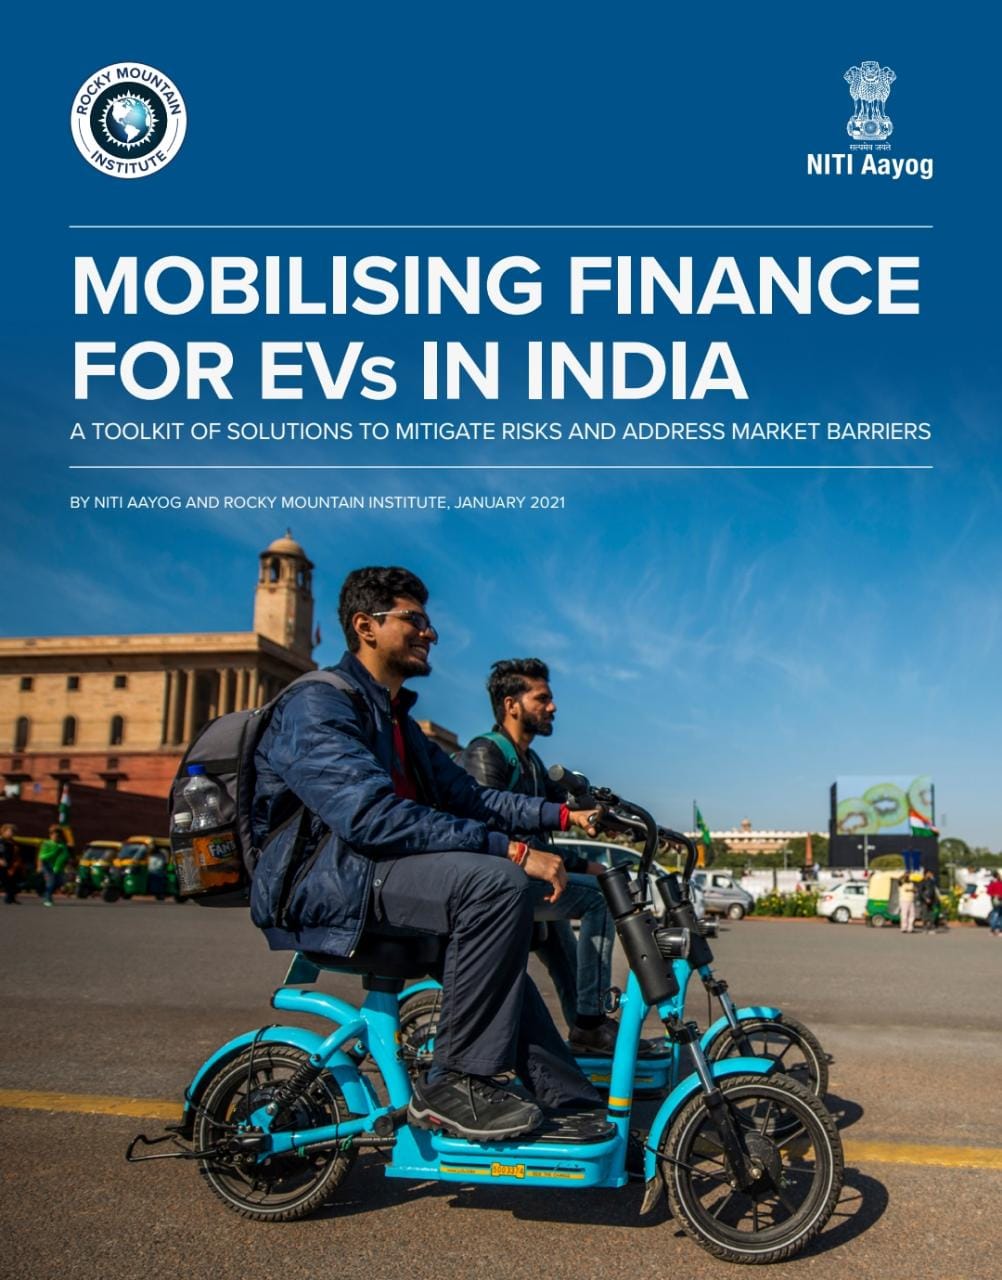 ROCKY MOUNTAIN
INSTITUTE
सत्यमेव जयते
NITI Aayog
MOBILISING FINANCE
FOR EVs IN INDIA
A TOOLKIT OF SOLUTIONS TO MITIGATE RISKS AND ADDRESS MARKET BARRIERS
BY NITI AAYOG AND ROCKY MOUNTAIN INSTITUTE, JANUARY 2021
FANTA